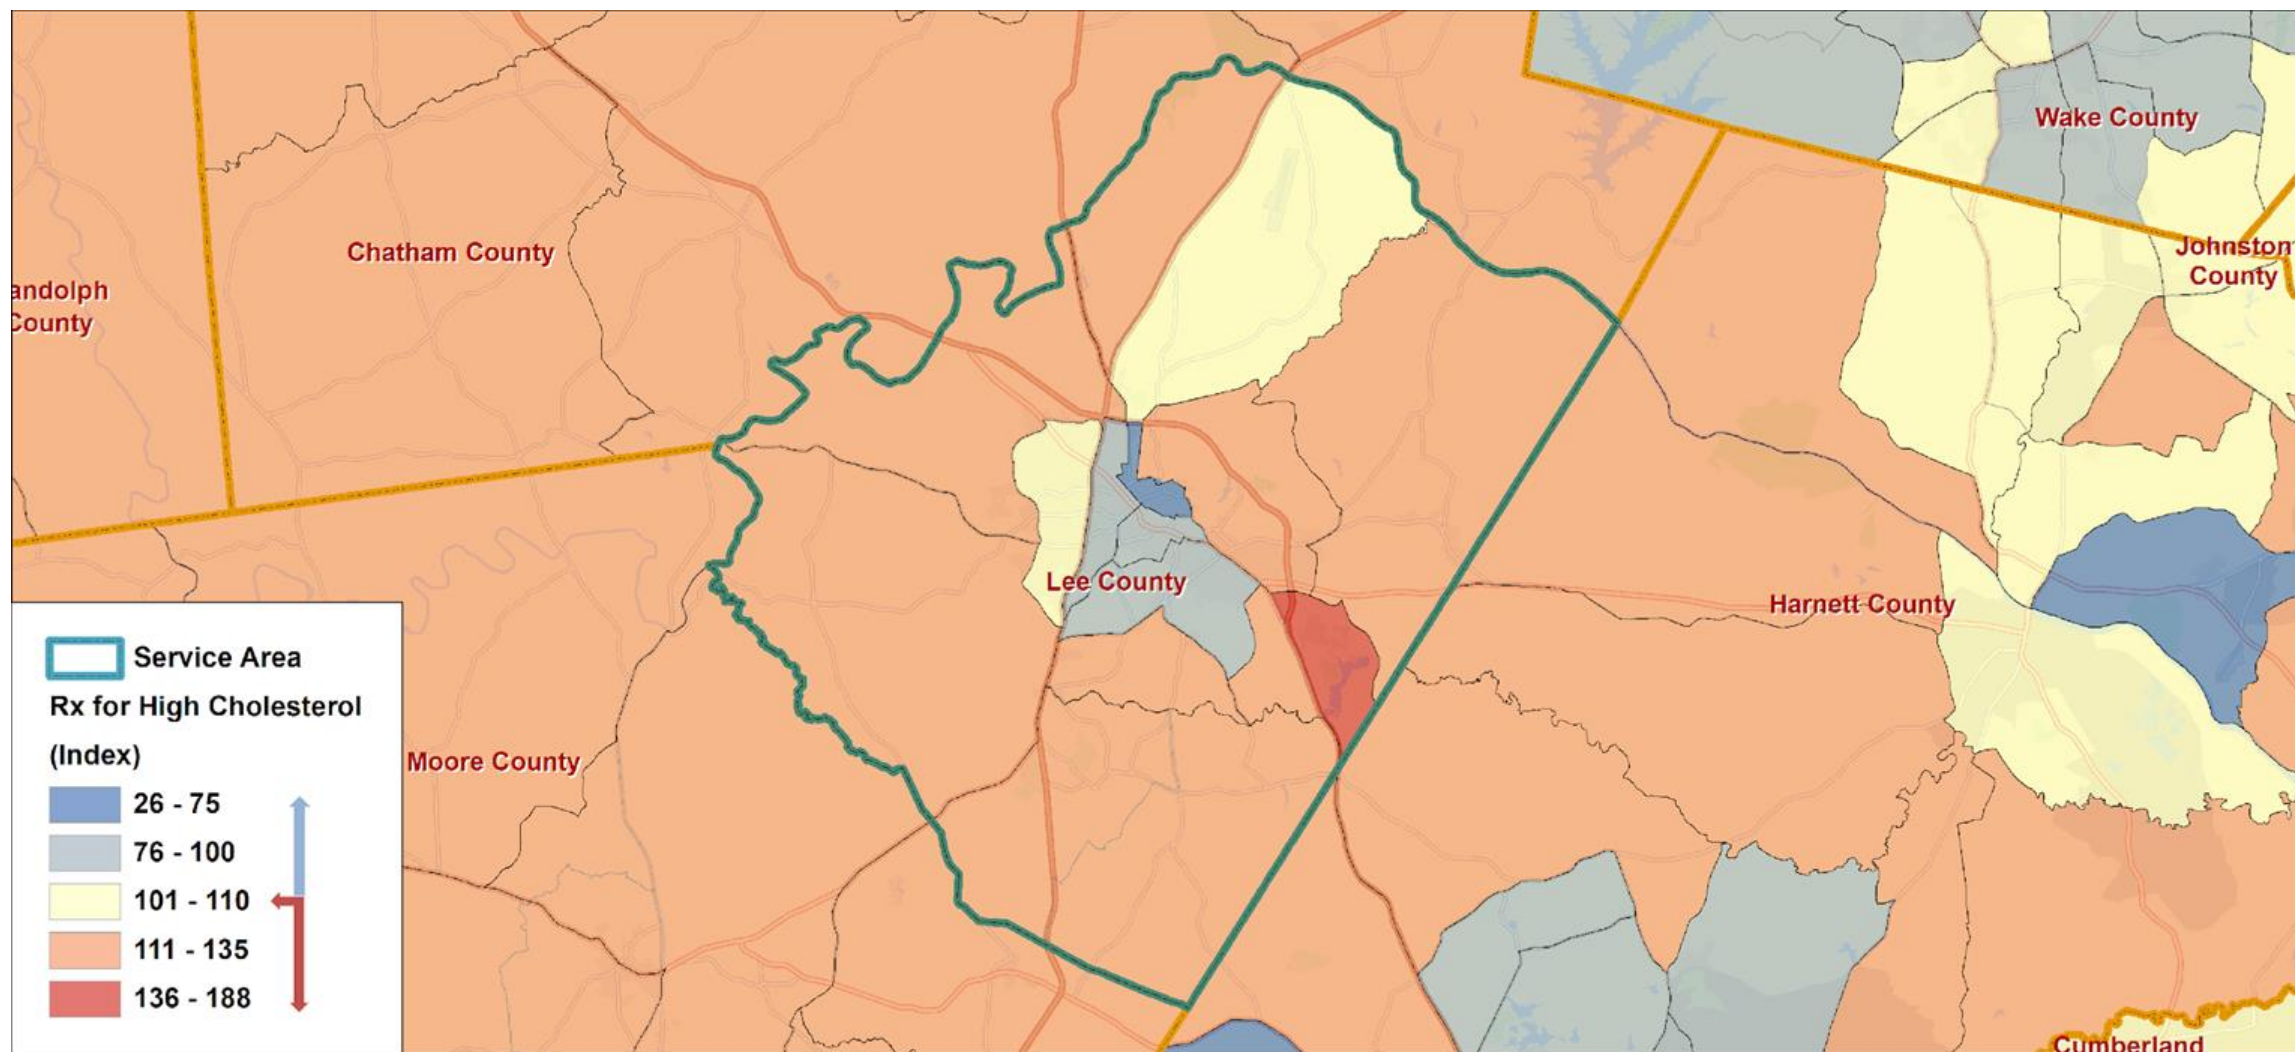 Wake County
Chatham County
Johnston
County
andolph
County
Lee County
Harnett County
Moore County
Cumberland
Service Area
Rx for High Cholesterol
(Index)
26 - 75
76 - 100
101 - 110
111 - 135
136 - 188